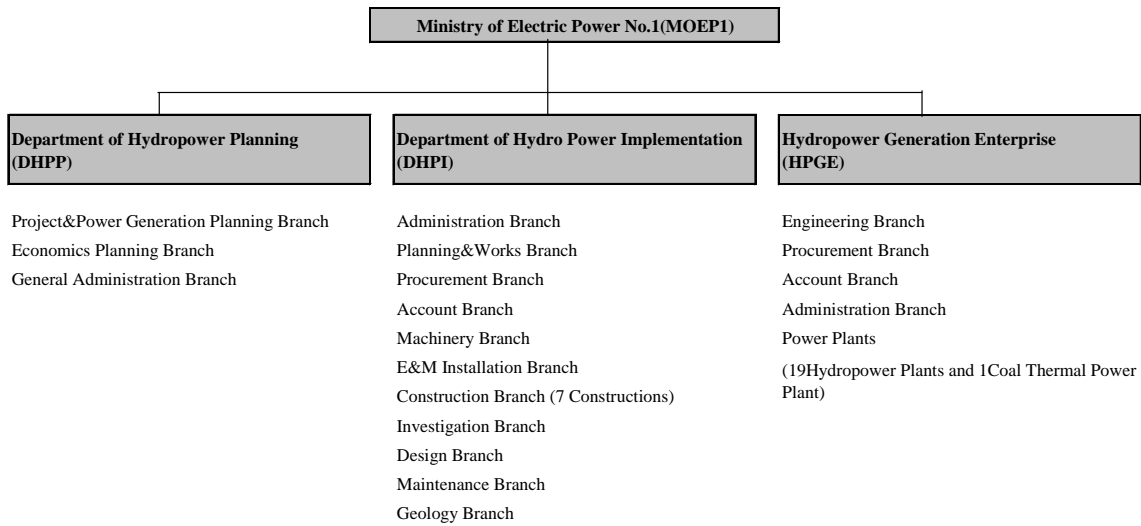 Ministry of Electric Power No.1(MOEP1)
Department of Hydropower Planning
(DHPP)
Project&Power Generation Planning Branch
Economics Planning Branch
General Administration Branch
Department of Hydro Power Implementation
(DHPI)
Administration Branch
Planning&Works Branch
Procurement Branch
Account Branch
Machinery Branch
E&M Installation Branch
Construction Branch (7 Constructions)
Investigation Branch
Design Branch
Maintenance Branch
Geology Branch
Hydropower Generation Enterprise
(HPGE)
Engineering Branch
Procurement Branch
Account Branch
Administration Branch
Power Plants
(19Hydropower Plants and 1Coal Thermal Power
Plant)